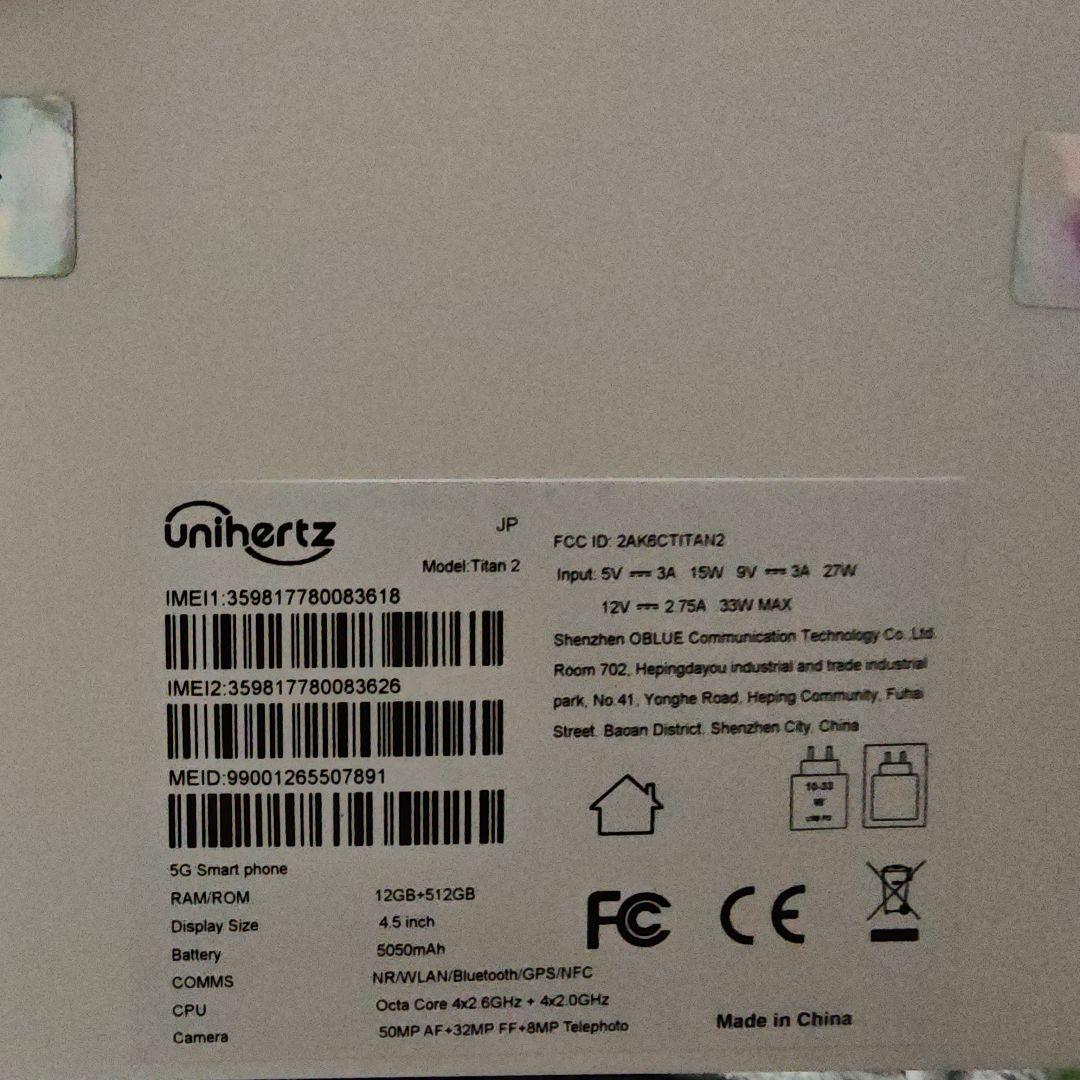 unihertz
JP
Model:Titan 2
IMEI1:359817780083618
IMEI2:359817780083626
MEID:99001265507891
5G Smart phone
RAM/ROM 12GB+512GB
Display Size 4.5 inch
Battery 5050mAh
COMMS NR/WLAN/Bluetooth/GPS/NFC
CPU Octa Core 4x2.6GHz + 4x2.0GHz
Camera 50MP AF+32MP FF+8MP Telephoto
FCC ID: 2AK6CTITAN2
Input: 5V ⎓ 3A 15W 9V ⎓ 3A 27W
12V ⎓ 2.75A 33W MAX
Shenzhen OBLUE Communication Technology Co.,Ltd.
Room 702, Hepingdayou industrial and trade industrial
park, No.41, Yonghe Road, Heping Community, Fuhai
Street, Baoan District, Shenzhen City, China
10-33
W
USB PD
FC
CE
Made in China